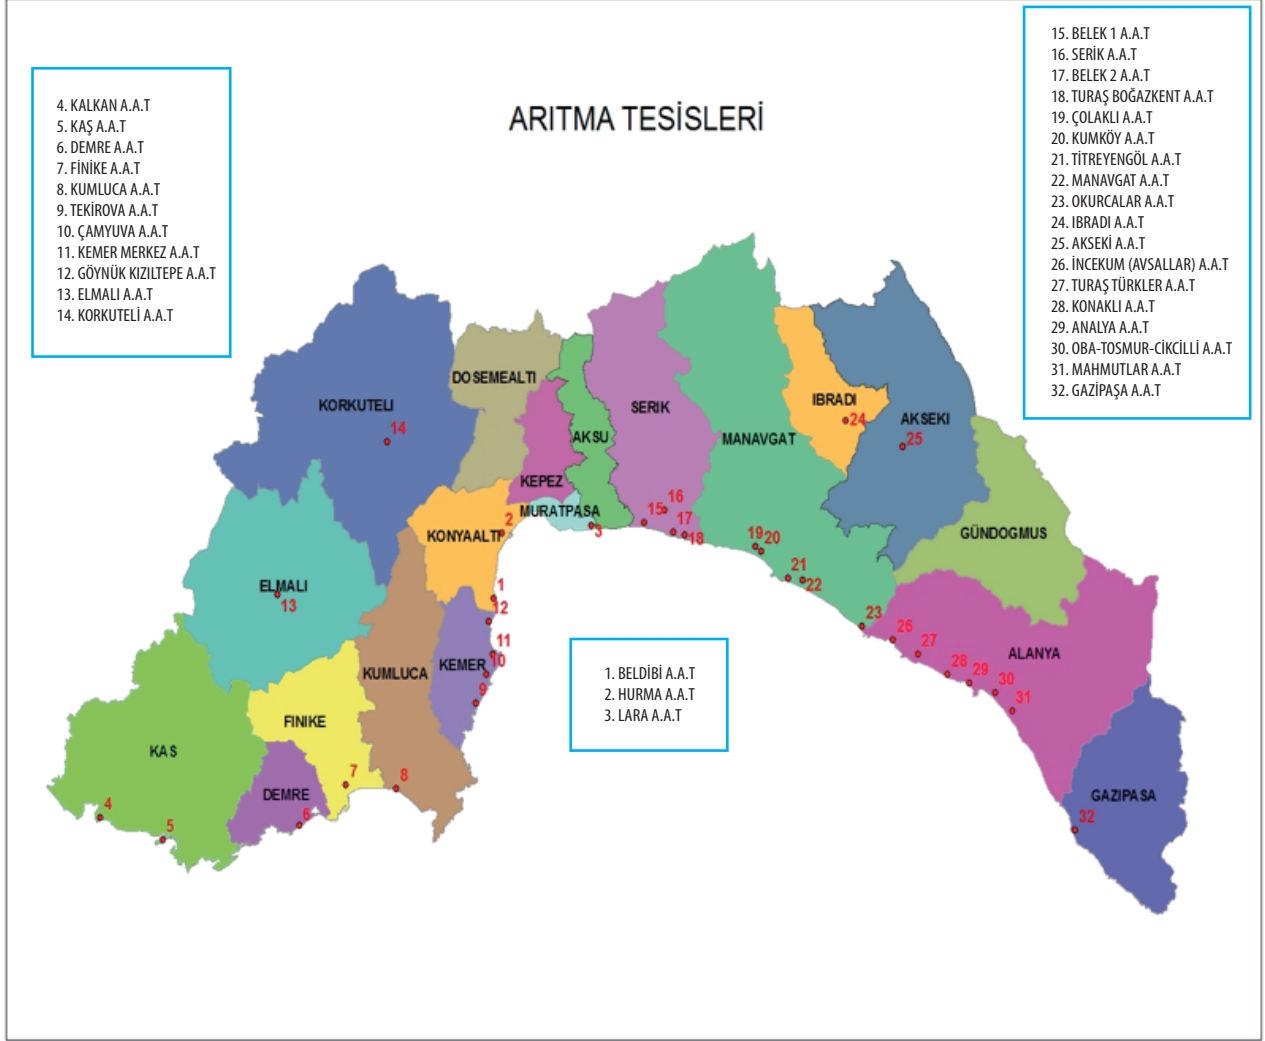 ARITMA TESİSLERİ
4. KALKAN A.A.T
5. KAŞ A.A.T
6. DEMRE A.A.T
7. FİNİKE A.A.T
8. KUMLUCA A.A.T
9. TEKİROVA A.A.T
10. ÇAMYUVA A.A.T
11. KEMER MERKEZ A.A.T
12. GÖYNÜK KIZILTEPE A.A.T
13. ELMALI A.A.T
14. KORKUTELİ A.A.T
15. BELEK 1 A.A.T
16. SERİK A.A.T
17. BELEK 2 A.A.T
18. TURAŞ BOĞAZKENT A.A.T
19. ÇOLAKLI A.A.T
20. KUMKÖY A.A.T
21. TİTREYENGÖL A.A.T
22. MANAVGAT A.A.T
23. OKURCALAR A.A.T
24. IBRADI A.A.T
25. AKSEKİ A.A.T
26. İNCEKUM (AVSALLAR) A.A.T
27. TURAŞ TÜRKLER A.A.T
28. KONAKLI A.A.T
29. ANALYA A.A.T
30. OBA-TOSMUR-CİKCİLLİ A.A.T
31. MAHMUTLAR A.A.T
32. GAZİPAŞA A.A.T
1. BELDİBİ A.A.T
2. HURMA A.A.T
3. LARA A.A.T
KORKUTELI
14
DOSEMEALTI
KEPEZ
AKSU
MURATPASA
3
SERIK
15
16
17
18
MANAVGAT
19
20
21
22
23
IBRADI
24
AKSEKI
25
GÜNDOGMUS
ALANYA
26
27
28
29
30
31
GAZIPASA
32
KONYAALTI
2
1
12
11
10
9
KEMER
KUMLUCA
8
ELMALI
13
FINIKE
7
DEMRE
6
KAS
4
5